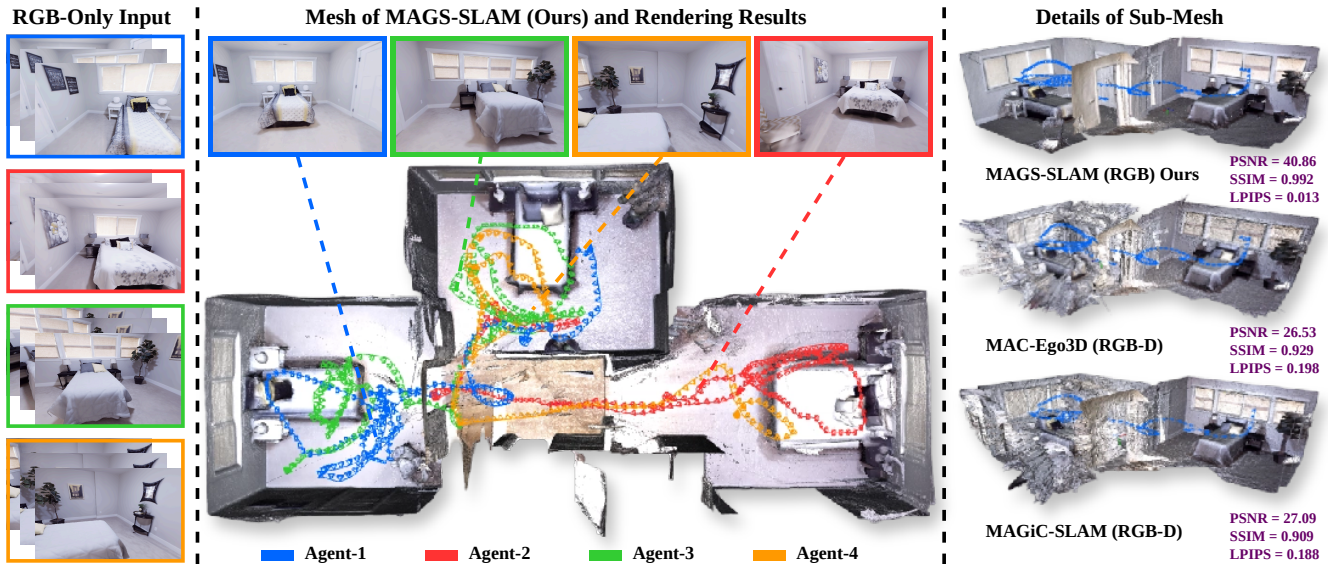 RGB-Only Input
Mesh of MAGS-SLAM (Ours) and Rendering Results
Details of Sub-Mesh
MAGS-SLAM (RGB) Ours
PSNR = 40.86
SSIM = 0.992
LPIPS = 0.013
MAC-Ego3D (RGB-D)
PSNR = 26.53
SSIM = 0.929
LPIPS = 0.198
MAGiC-SLAM (RGB-D)
PSNR = 27.09
SSIM = 0.909
LPIPS = 0.188
Agent-1
Agent-2
Agent-3
Agent-4